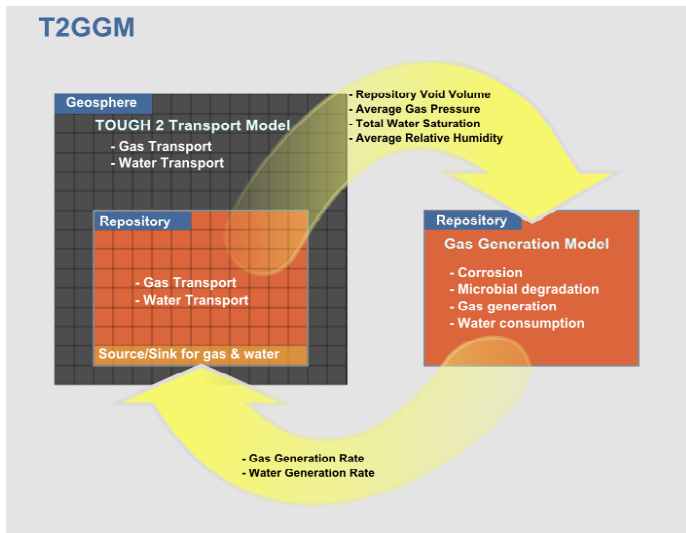 T2GGM
Geosphere
TOUGH 2 Transport Model
- Gas Transport
- Water Transport
- Repository Void Volume
- Average Gas Pressure
- Total Water Saturation
- Average Relative Humidity
Repository
- Gas Transport
- Water Transport
Source/Sink for gas & water
Repository
Gas Generation Model
- Corrosion
- Microbial degradation
- Gas generation
- Water consumption
- Gas Generation Rate
- Water Generation Rate